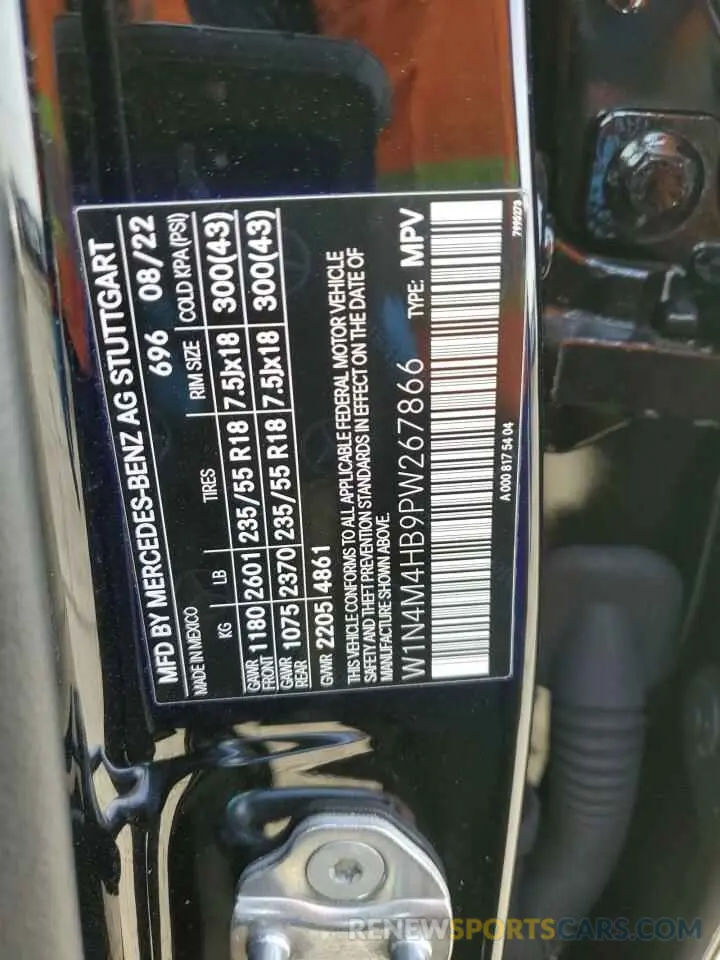 MFD BY MERCEDES-BENZ AG STUTTGART
696 08/22
MADE IN MEXICO
KG LB TIRES RIM SIZE COLD KPA (PSI)
GAWR FRONT 1180 2601 235/55 R18 7.5Jx18 300(43)
GAWR REAR 1075 2370 235/55 R18 7.5Jx18 300(43)
GVWR 2205 4861
THIS VEHICLE CONFORMS TO ALL APPLICABLE FEDERAL MOTOR VEHICLE
SAFETY AND THEFT PREVENTION STANDARDS IN EFFECT ON THE DATE OF
MANUFACTURE SHOWN ABOVE.
W1N4M4HB9PW267866 TYPE: MPV
A 000 817 54 04
7995279
RENEWSPORTSCARS.COM